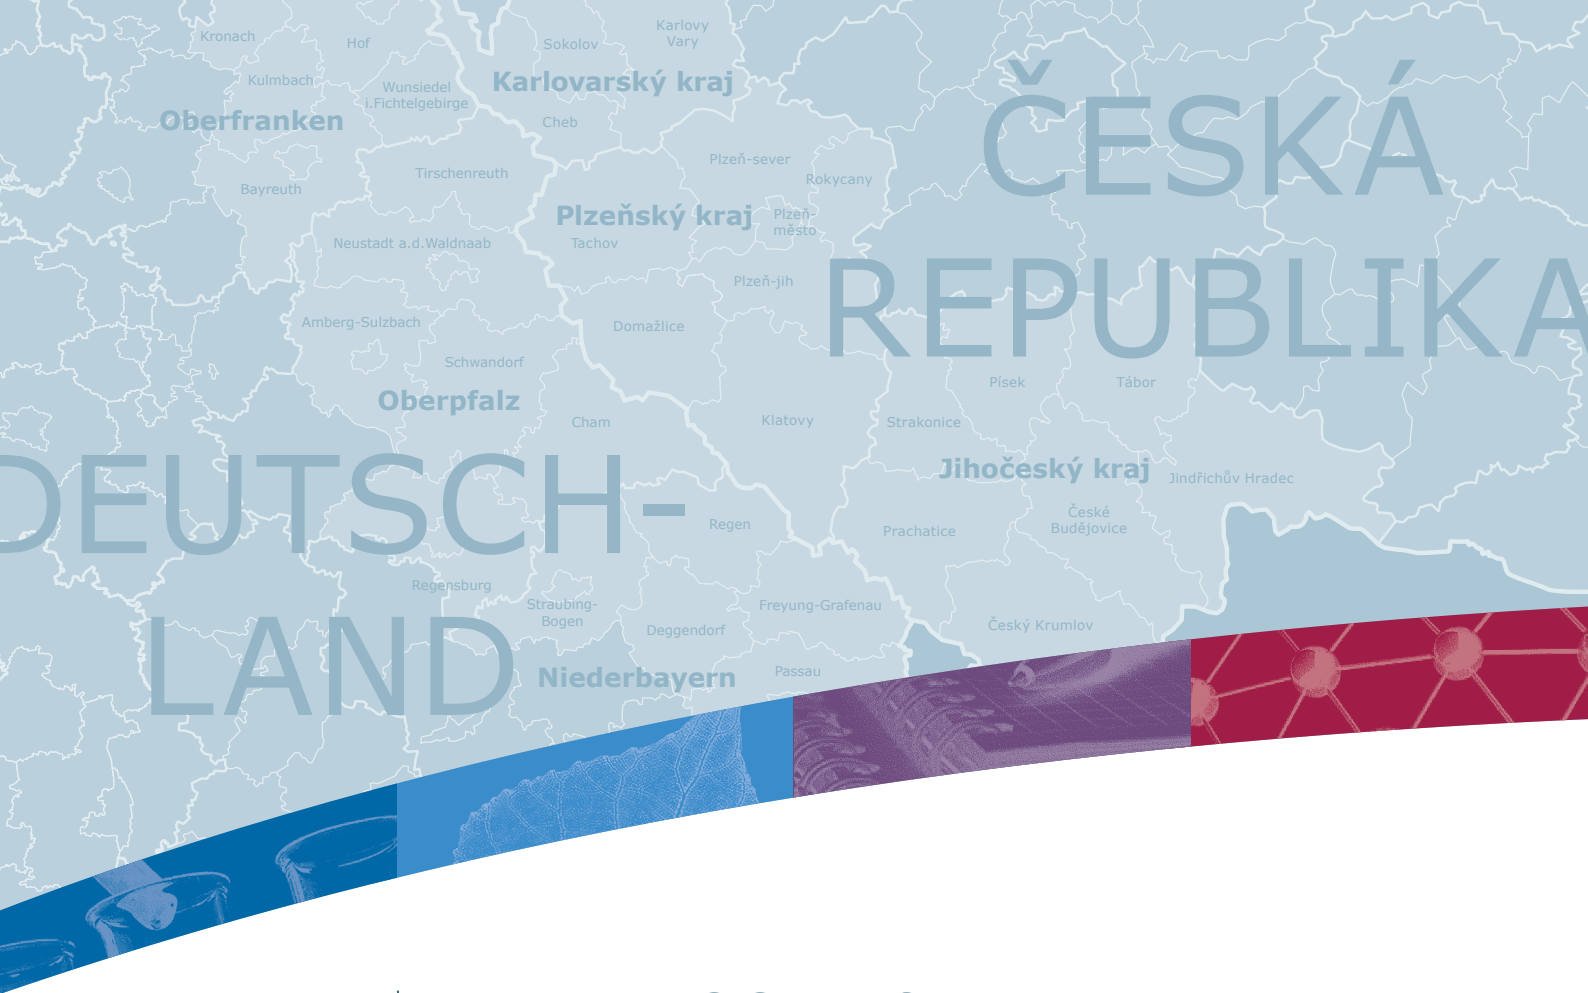 Kronach
Hof
Sokolov
Karlovy
Vary
Kulmbach
Wunsiedel
i.Fichtelgebirge
Karlovarský kraj
Oberfranken
Cheb
ČESKÁ
Plzeň-sever
Rokycany
Tirschenreuth
Bayreuth
Plzeňský kraj
Plzeň-
město
Neustadt a.d.Waldnaab
Tachov
Plzeň-jih
REPUBLIKA
Amberg-Sulzbach
Domažlice
Schwandorf
Písek
Tábor
Oberpfalz
Cham
Klatovy
Strakonice
Jihočeský kraj
Jindřichův Hradec
DEUTSCH-
Regen
Prachatice
České
Budějovice
Regensburg
Straubing-
Bogen
Freyung-Grafenau
Deggendorf
Český Krumlov
LAND
Niederbayern
Passau